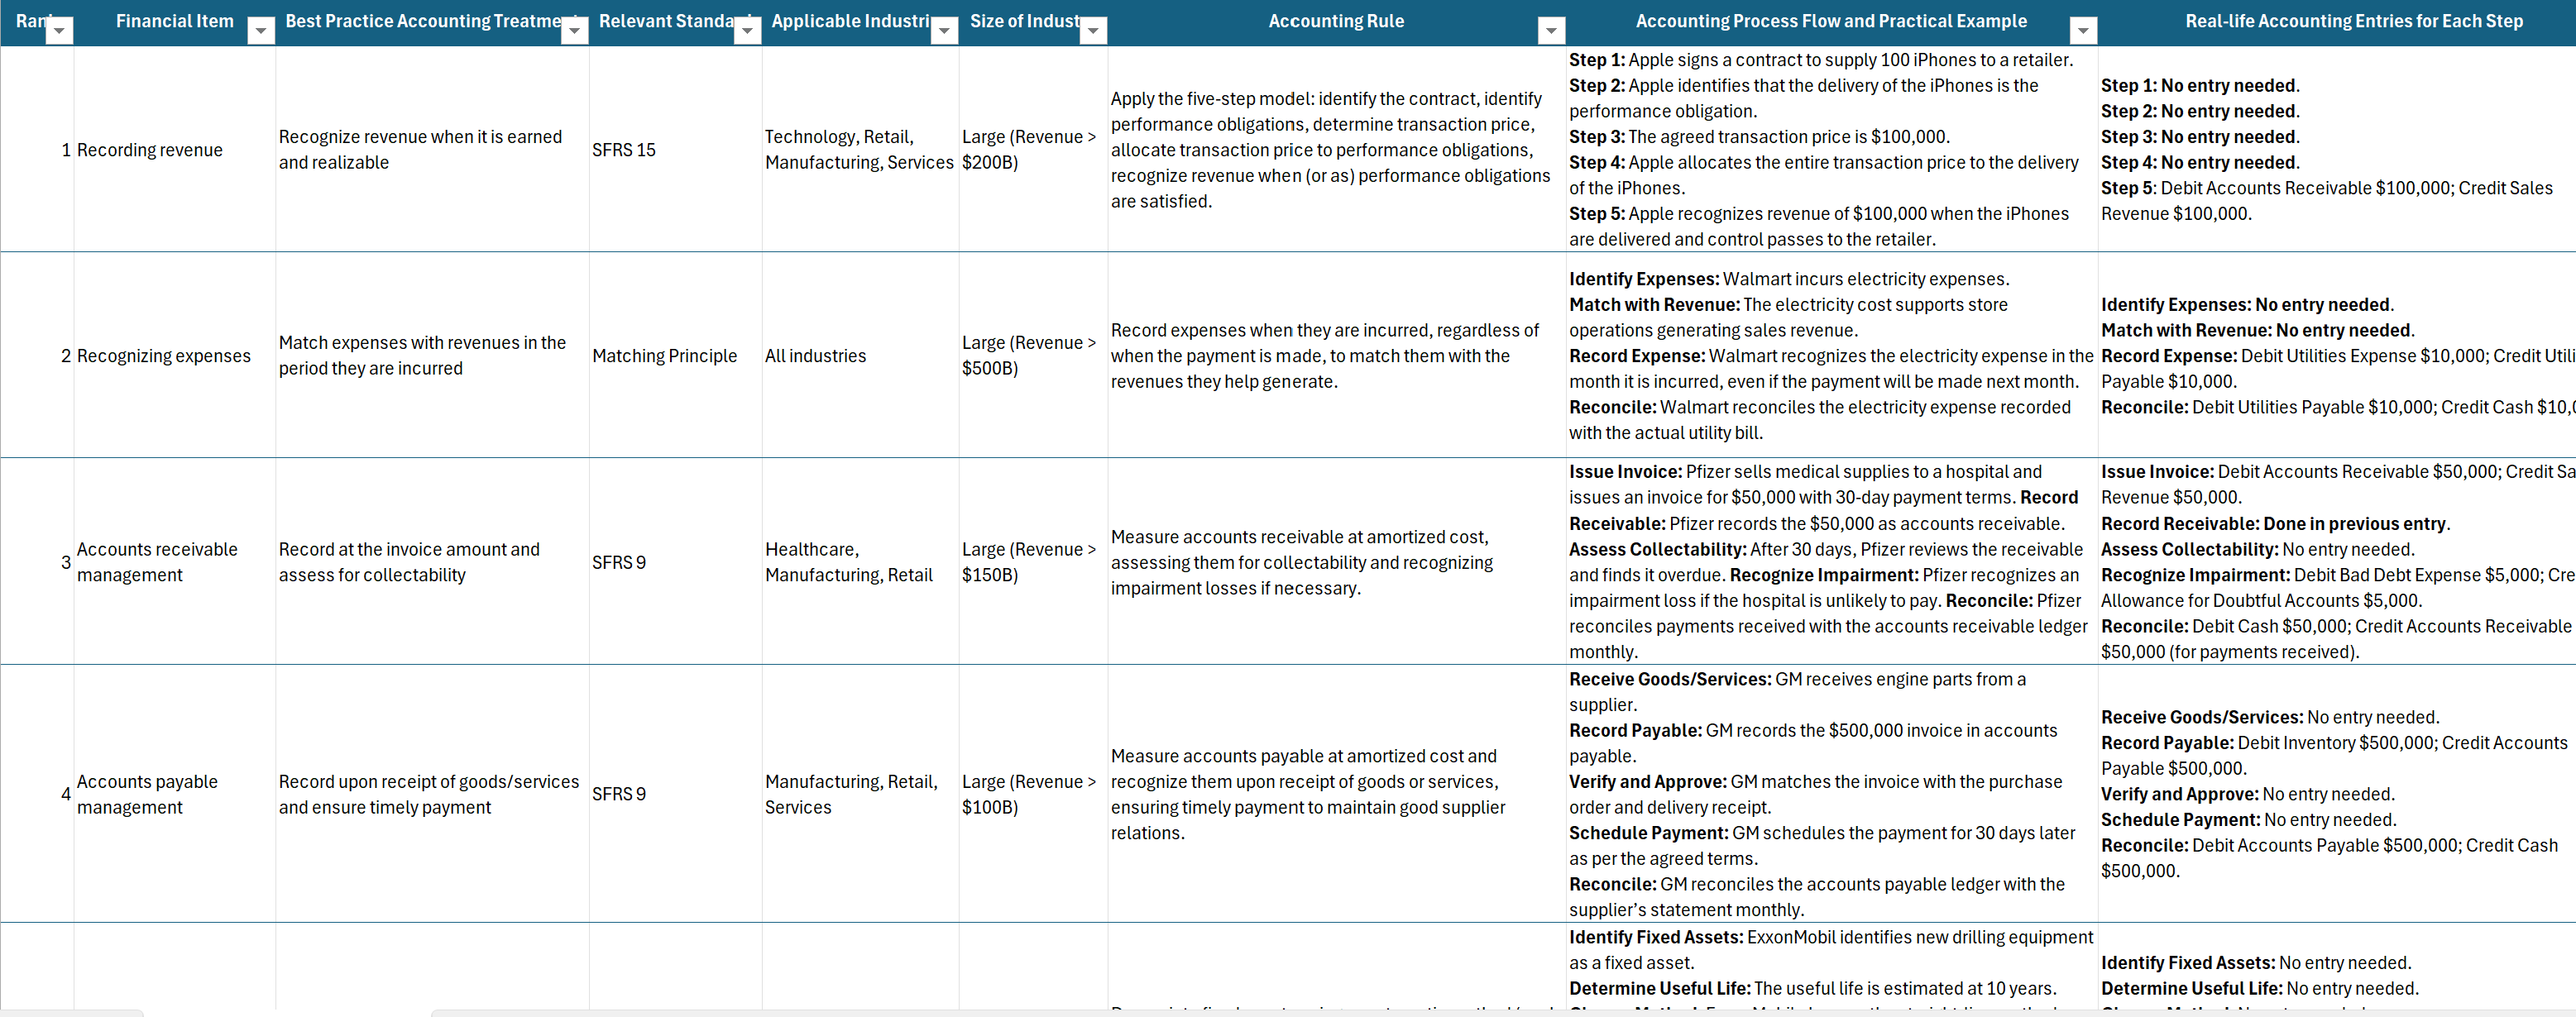 Rank
Financial Item
Best Practice Accounting Treatme
Relevant Standa
Applicable Industri
Size of Indust
Accounting Rule
Accounting Process Flow and Practical Example
Real-life Accounting Entries for Each Step
1
Recording revenue
Recognize revenue when it is earned
and realizable
SFRS 15
Technology, Retail,
Manufacturing, Services
Large (Revenue >
$200B)
Apply the five-step model: identify the contract, identify
performance obligations, determine transaction price,
allocate transaction price to performance obligations,
recognize revenue when (or as) performance obligations
are satisfied.
Step 1: Apple signs a contract to supply 100 iPhones to a retailer.
Step 2: Apple identifies that the delivery of the iPhones is the
performance obligation.
Step 3: The agreed transaction price is $100,000.
Step 4: Apple allocates the entire transaction price to the delivery
of the iPhones.
Step 5: Apple recognizes revenue of $100,000 when the iPhones
are delivered and control passes to the retailer.
Step 1: No entry needed.
Step 2: No entry needed.
Step 3: No entry needed.
Step 4: No entry needed.
Step 5: Debit Accounts Receivable $100,000; Credit Sales
Revenue $100,000.
2
Recognizing expenses
Match expenses with revenues in the
period they are incurred
Matching Principle
All industries
Large (Revenue >
$500B)
Record expenses when they are incurred, regardless of
when the payment is made, to match them with the
revenues they help generate.
Identify Expenses: Walmart incurs electricity expenses.
Match with Revenue: The electricity cost supports store
operations generating sales revenue.
Record Expense: Walmart recognizes the electricity expense in the
month it is incurred, even if the payment will be made next month.
Reconcile: Walmart reconciles the electricity expense recorded
with the actual utility bill.
Identify Expenses: No entry needed.
Match with Revenue: No entry needed.
Record Expense: Debit Utilities Expense $10,000; Credit Utili
Payable $10,000.
Reconcile: Debit Utilities Payable $10,000; Credit Cash $10,0
3
Accounts receivable
management
Record at the invoice amount and
assess for collectability
SFRS 9
Healthcare,
Manufacturing, Retail
Large (Revenue >
$150B)
Measure accounts receivable at amortized cost,
assessing them for collectability and recognizing
impairment losses if necessary.
Issue Invoice: Pfizer sells medical supplies to a hospital and
issues an invoice for $50,000 with 30-day payment terms. Record
Receivable: Pfizer records the $50,000 as accounts receivable.
Assess Collectability: After 30 days, Pfizer reviews the receivable
and finds it overdue. Recognize Impairment: Pfizer recognizes an
impairment loss if the hospital is unlikely to pay. Reconcile: Pfizer
reconciles payments received with the accounts receivable ledger
monthly.
Issue Invoice: Debit Accounts Receivable $50,000; Credit Sa
Revenue $50,000.
Record Receivable: Done in previous entry.
Assess Collectability: No entry needed.
Recognize Impairment: Debit Bad Debt Expense $5,000; Cre
Allowance for Doubtful Accounts $5,000.
Reconcile: Debit Cash $50,000; Credit Accounts Receivable
$50,000 (for payments received).
4
Accounts payable
management
Record upon receipt of goods/services
and ensure timely payment
SFRS 9
Manufacturing, Retail,
Services
Large (Revenue >
$100B)
Measure accounts payable at amortized cost and
recognize them upon receipt of goods or services,
ensuring timely payment to maintain good supplier
relations.
Receive Goods/Services: GM receives engine parts from a
supplier.
Record Payable: GM records the $500,000 invoice in accounts
payable.
Verify and Approve: GM matches the invoice with the purchase
order and delivery receipt.
Schedule Payment: GM schedules the payment for 30 days later
as per the agreed terms.
Reconcile: GM reconciles the accounts payable ledger with the
supplier's statement monthly.
Receive Goods/Services: No entry needed.
Record Payable: Debit Inventory $500,000; Credit Accounts
Payable $500,000.
Verify and Approve: No entry needed.
Schedule Payment: No entry needed.
Reconcile: Debit Accounts Payable $500,000; Credit Cash
$500,000.
Identify Fixed Assets: ExxonMobil identifies new drilling equipment
as a fixed asset.
Determine Useful Life: The useful life is estimated at 10 years.
Identify Fixed Assets: No entry needed.
Determine Useful Life: No entry needed.